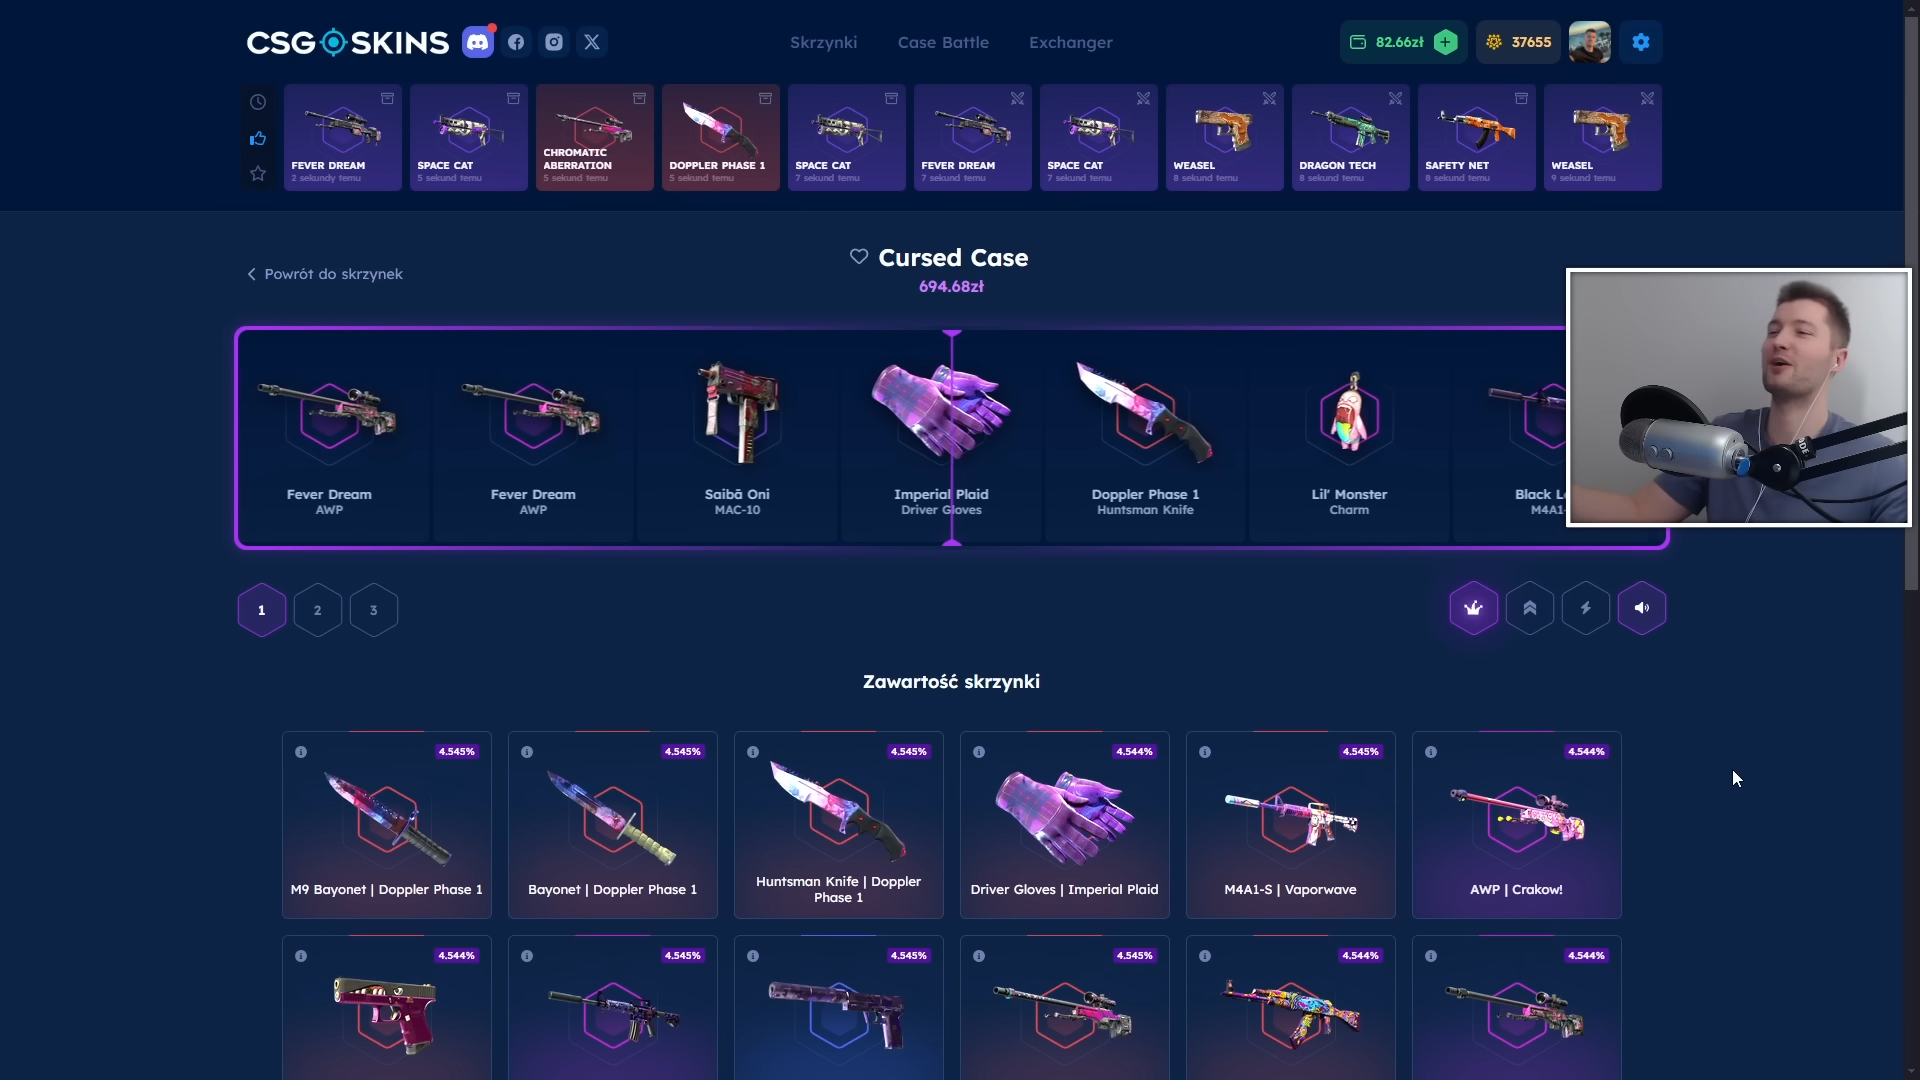 CSG SKINS
Skrzynki
Case Battle
Exchanger
82.66zł
37655
FEVER DREAM
2 sekundy temu
SPACE CAT
5 sekund temu
CHROMATIC
ABERRATION
5 sekund temu
DOPPLER PHASE 1
5 sekund temu
SPACE CAT
7 sekund temu
FEVER DREAM
7 sekund temu
SPACE CAT
7 sekund temu
WEASEL
8 sekund temu
DRAGON TECH
8 sekund temu
SAFETY NET
8 sekund temu
WEASEL
9 sekund temu
Powrót do skrzynek
Cursed Case
694.68zł
Fever Dream
AWP
Fever Dream
AWP
Saibā Oni
MAC-10
Imperial Plaid
Driver Gloves
Doppler Phase 1
Huntsman Knife
Lil' Monster
Charm
Black L
M4A1-
1
2
3
Zawartość skrzynki
4.545%
M9 Bayonet | Doppler Phase 1
4.545%
Bayonet | Doppler Phase 1
4.545%
Huntsman Knife | Doppler
Phase 1
4.544%
Driver Gloves | Imperial Plaid
4.545%
M4A1-S | Vaporwave
4.544%
AWP | Crakow!
4.544%
4.545%
4.545%
4.545%
4.544%
4.544%